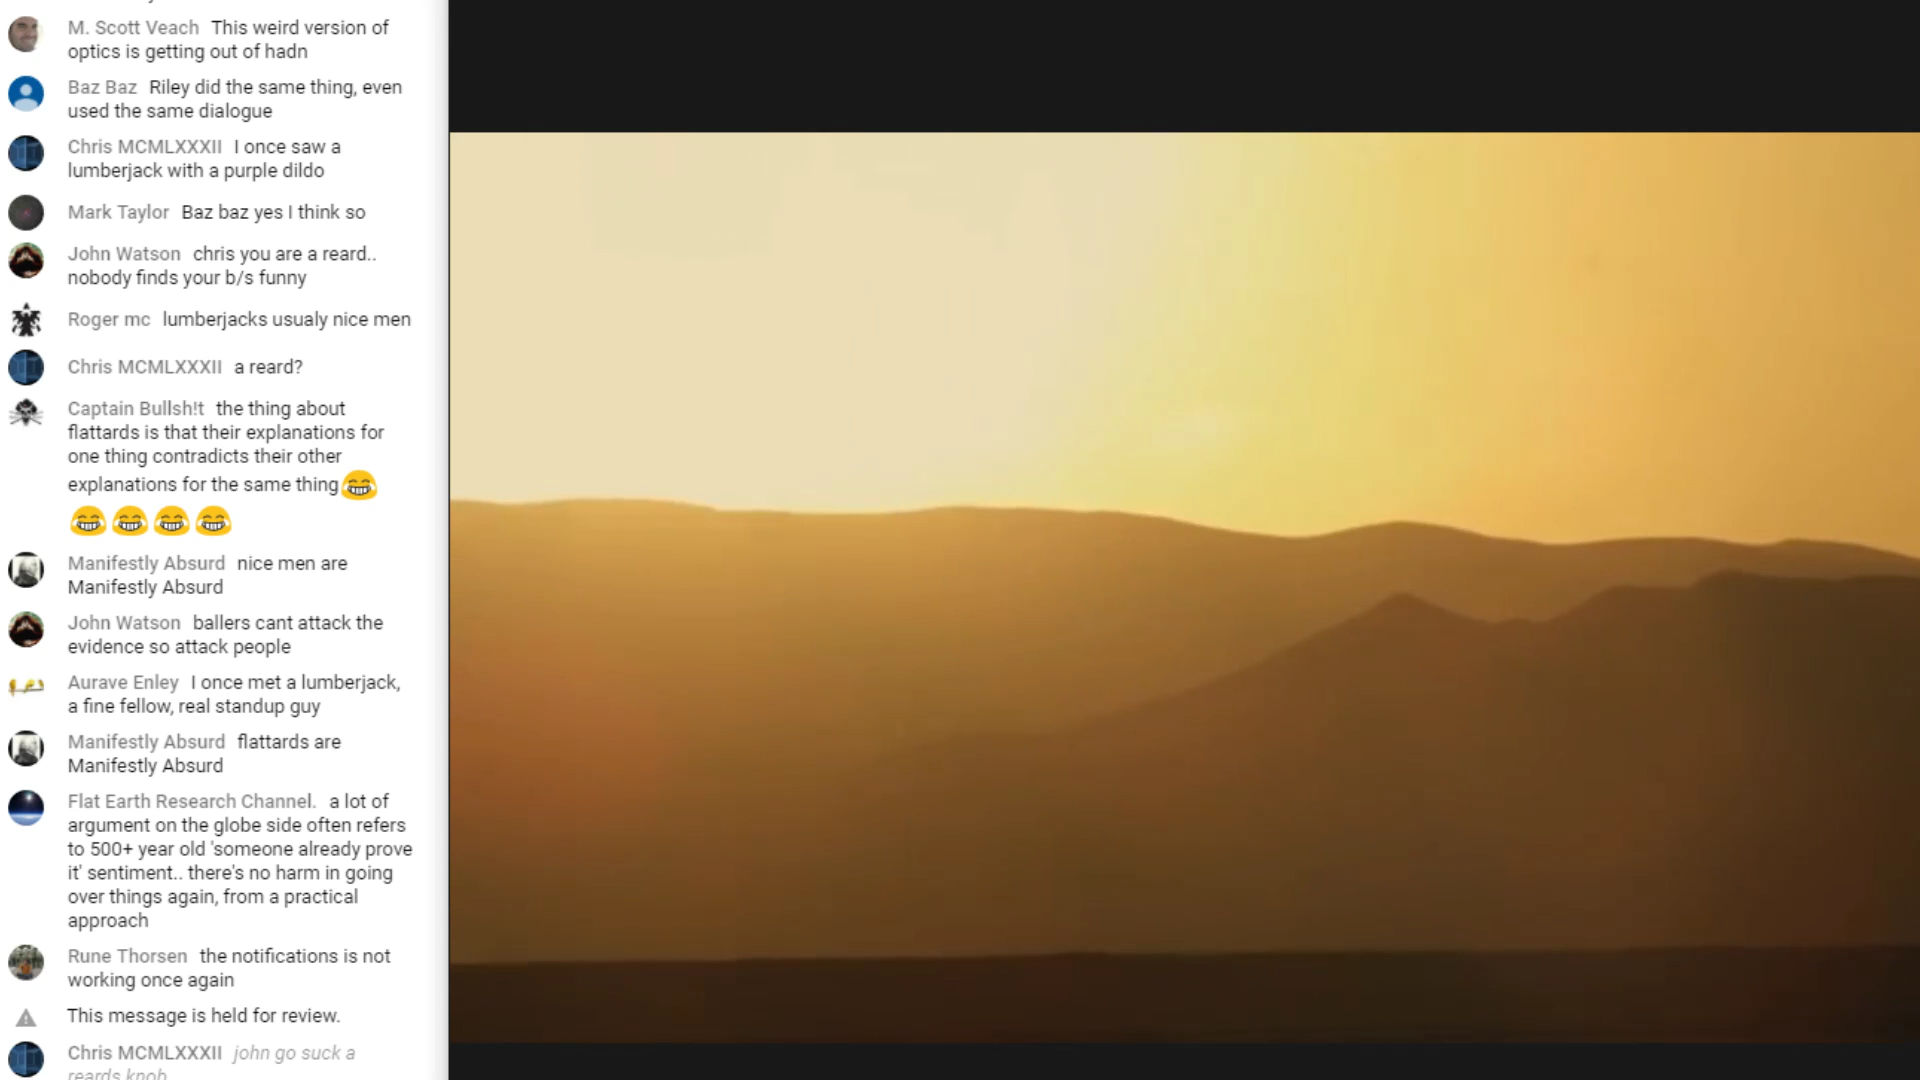 M. Scott Veach This weird version of
optics is getting out of hadn
Baz Baz Riley did the same thing, even
used the same dialogue
Chris MCMLXXXII I once saw a
lumberjack with a purple dildo
Mark Taylor Baz baz yes I think so
John Watson chris you are a reard..
nobody finds your b/s funny
Roger mc lumberjacks usualy nice men
Chris MCMLXXXII a reard?
Captain Bullsh!t the thing about
flattards is that their explanations for
one thing contradicts their other
explanations for the same thing
Manifestly Absurd nice men are
Manifestly Absurd
John Watson ballers cant attack the
evidence so attack people
Aurave Enley I once met a lumberjack,
a fine fellow, real standup guy
Manifestly Absurd flattards are
Manifestly Absurd
Flat Earth Research Channel. a lot of
argument on the globe side often refers
to 500+ year old 'someone already prove
it' sentiment.. there's no harm in going
over things again, from a practical
approach
Rune Thorsen the notifications is not
working once again
This message is held for review.
Chris MCMLXXXII john go suck a
reards knob